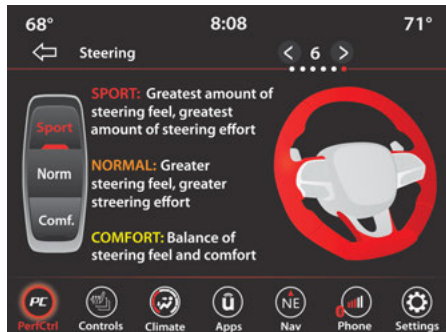 68° 8:08 71°
Steering < 6 >
SPORT: Greatest amount of
steering feel, greatest
amount of steering effort
Sport
Norm
Comf.
NORMAL: Greater
steering feel, greater
streering effort
COMFORT: Balance of
steering feel and comfort
PC
NE
PerfCtrl Controls Climate Apps Nav Phone Settings